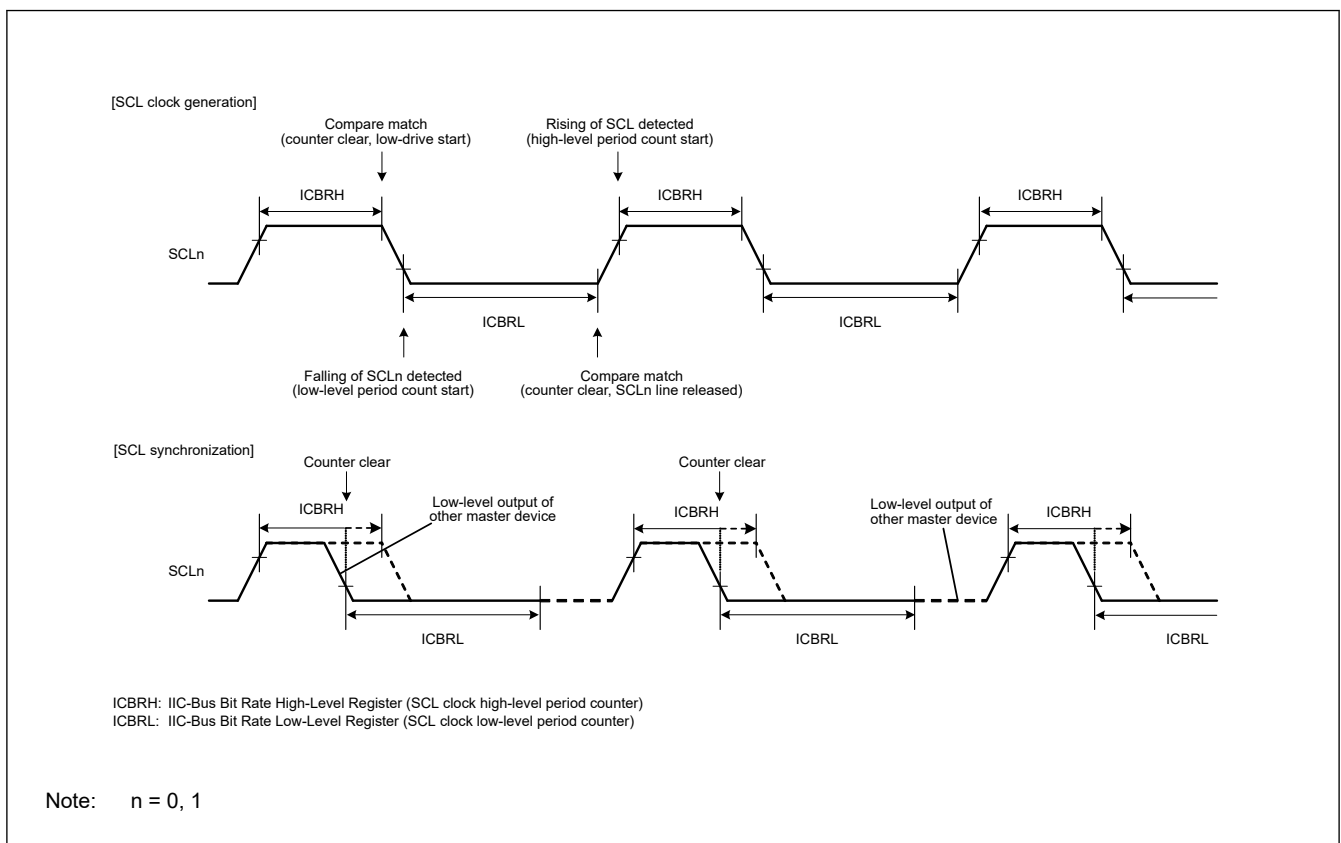 [SCL clock generation]
Compare match
(counter clear, low-drive start)
Rising of SCL detected
(high-level period count start)
ICBRH
ICBRH
ICBRH
SCLn
ICBRL
ICBRL
Falling of SCLn detected
(low-level period count start)
Compare match
(counter clear, SCLn line released)
[SCL synchronization]
Counter clear
Counter clear
Low-level output of
other master device
Low-level output of
other master device
ICBRH
ICBRH
ICBRH
SCLn
ICBRL
ICBRL
ICBRL
ICBRH: IIC-Bus Bit Rate High-Level Register (SCL clock high-level period counter)
ICBRL: IIC-Bus Bit Rate Low-Level Register (SCL clock low-level period counter)
Note: n = 0, 1